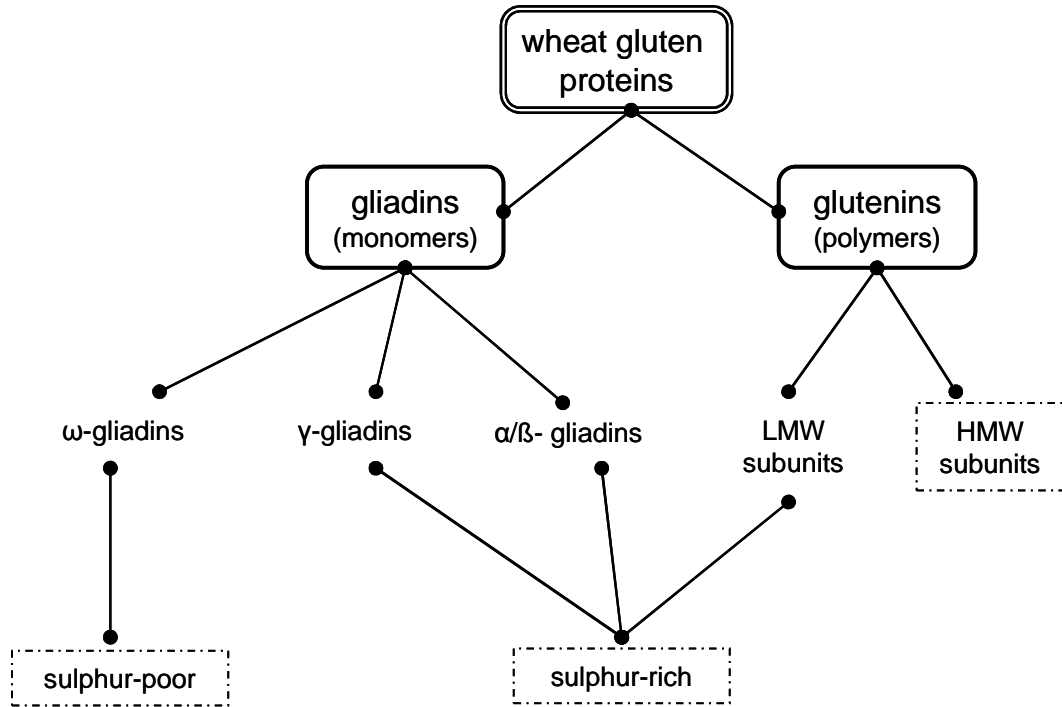 wheat gluten
proteins
gliadins
(monomers)
glutenins
(polymers)
ω-gliadins
γ-gliadins
α/ß- gliadins
LMW
subunits
HMW
subunits
sulphur-poor
sulphur-rich